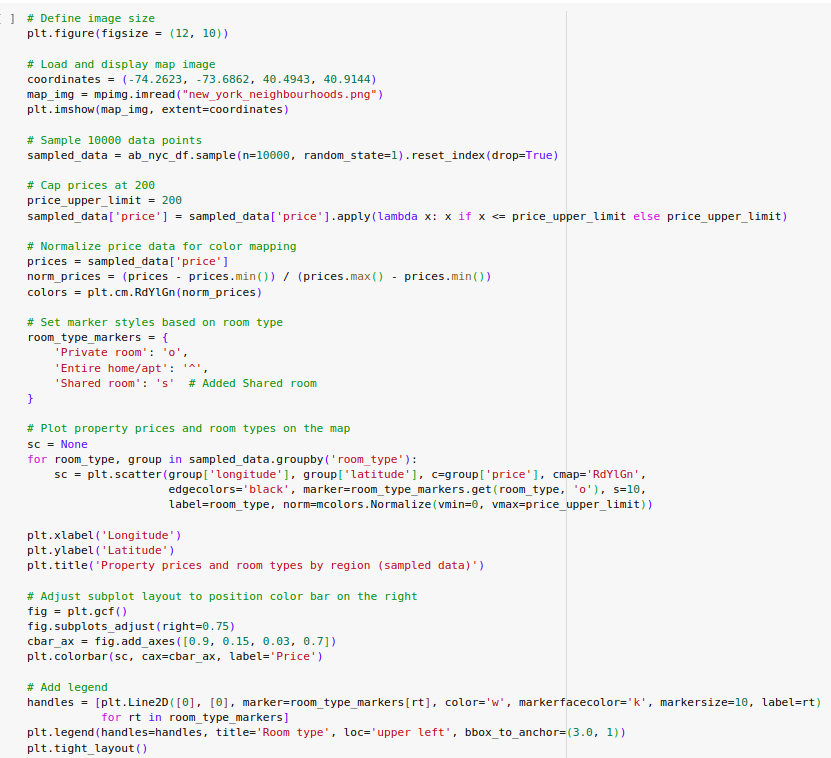 [ ] # Define image size
plt.figure(figsize = (12, 10))
# Load and display map image
coordinates = (-74.2623, -73.6862, 40.4943, 40.9144)
map_img = mpimg.imread("new_york_neighbourhoods.png")
plt.imshow(map_img, extent=coordinates)
# Sample 10000 data points
sampled_data = ab_nyc_df.sample(n=10000, random_state=1).reset_index(drop=True)
# Cap prices at 200
price_upper_limit = 200
sampled_data['price'] = sampled_data['price'].apply(lambda x: x if x <= price_upper_limit else price_upper_limit)
# Normalize price data for color mapping
prices = sampled_data['price']
norm_prices = (prices - prices.min()) / (prices.max() - prices.min())
colors = plt.cm.RdYlGn(norm_prices)
# Set marker styles based on room type
room_type_markers = {
    'Private room': 'o',
    'Entire home/apt': '^',
    'Shared room': 's'  # Added Shared room
}
# Plot property prices and room types on the map
sc = None
for room_type, group in sampled_data.groupby('room_type'):
    sc = plt.scatter(group['longitude'], group['latitude'], c=group['price'], cmap='RdYlGn',
                     edgecolors='black', marker=room_type_markers.get(room_type, 'o'), s=10,
                     label=room_type, norm=mcolors.Normalize(vmin=0, vmax=price_upper_limit))
plt.xlabel('Longitude')
plt.ylabel('Latitude')
plt.title('Property prices and room types by region (sampled data)')
# Adjust subplot layout to position color bar on the right
fig = plt.gcf()
fig.subplots_adjust(right=0.75)
cbar_ax = fig.add_axes([0.9, 0.15, 0.03, 0.7])
plt.colorbar(sc, cax=cbar_ax, label='Price')
# Add legend
handles = [plt.Line2D([0], [0], marker=room_type_markers[rt], color='w', markerfacecolor='k', markersize=10, label=rt)
           for rt in room_type_markers]
plt.legend(handles=handles, title='Room type', loc='upper left', bbox_to_anchor=(3.0, 1))
plt.tight_layout()